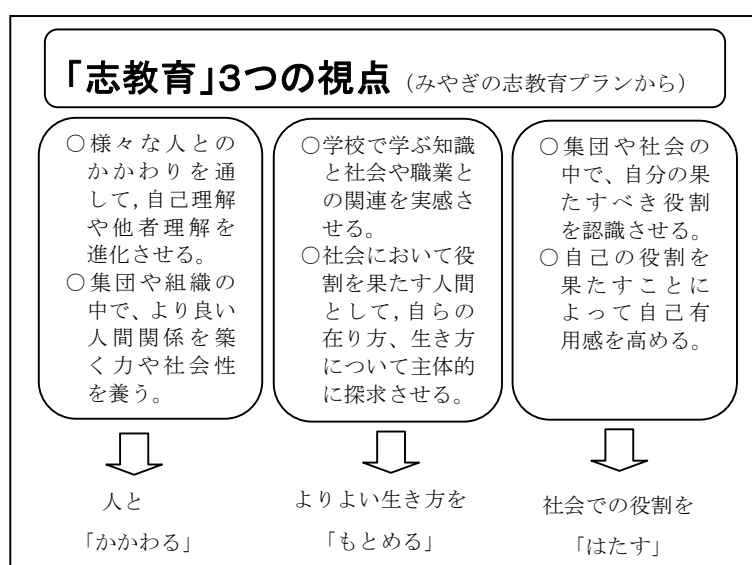 「志教育」3つの視点（みやぎの志教育プランから）
○様々な人との
かかわりを通
して,自己理解
や他者理解を
進化させる。
○集団や組織の
中で、より良い
人間関係を築
く力や社会性
を養う。
○学校で学ぶ知識
と社会や職業と
の関連を実感さ
せる。
○社会において役
割を果たす人間
として,自らの
在り方、生き方
について主体的
に探求させる。
○集団や社会の
中で、自分の果
たすべき役割
を認識させる。
○自己の役割を
果たすことに
よって自己有
用感を高める。
人と
「かかわる」
よりよい生き方を
「もとめる」
社会での役割を
「はたす」